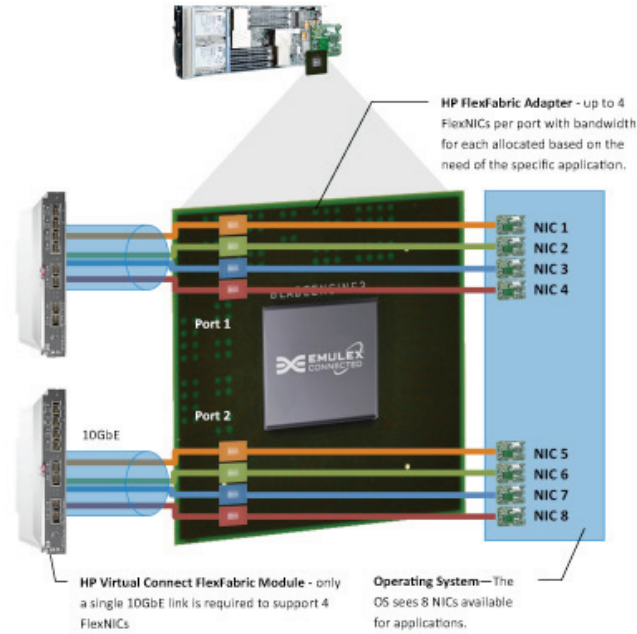 HP FlexFabric Adapter - up to 4
FlexNICs per port with bandwidth
for each allocated based on the
need of the specific application.
NIC 1
NIC 2
NIC 3
NIC 4
BLADEENGINE3
Port 1
EMULEX
CONNECTED
Port 2
10GbE
NIC 5
NIC 6
NIC 7
NIC 8
HP Virtual Connect FlexFabric Module - only
a single 10GbE link is required to support 4
FlexNICs
Operating System—The
OS sees 8 NICs available
for applications.